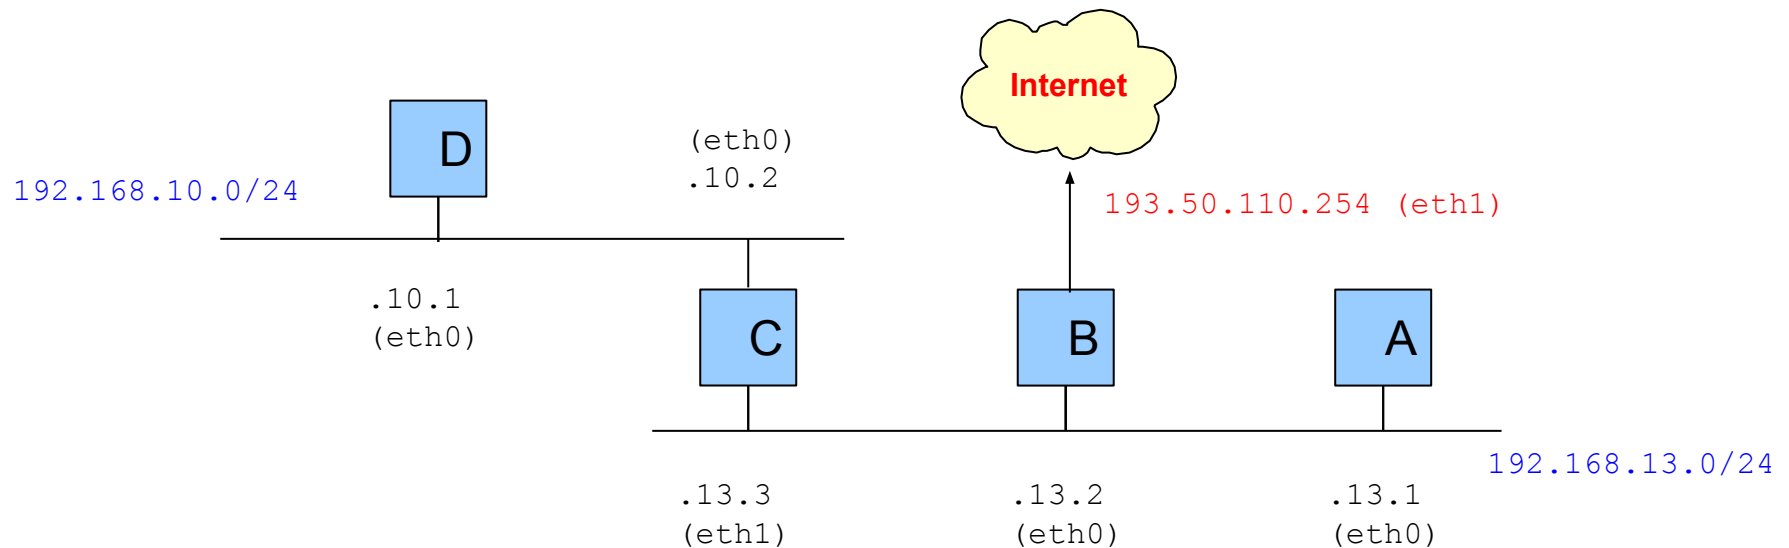 Internet
D
(eth0)
.10.2
192.168.10.0/24
193.50.110.254 (eth1)
.10.1
(eth0)
C
B
A
192.168.13.0/24
.13.3
(eth1)
.13.2
(eth0)
.13.1
(eth0)